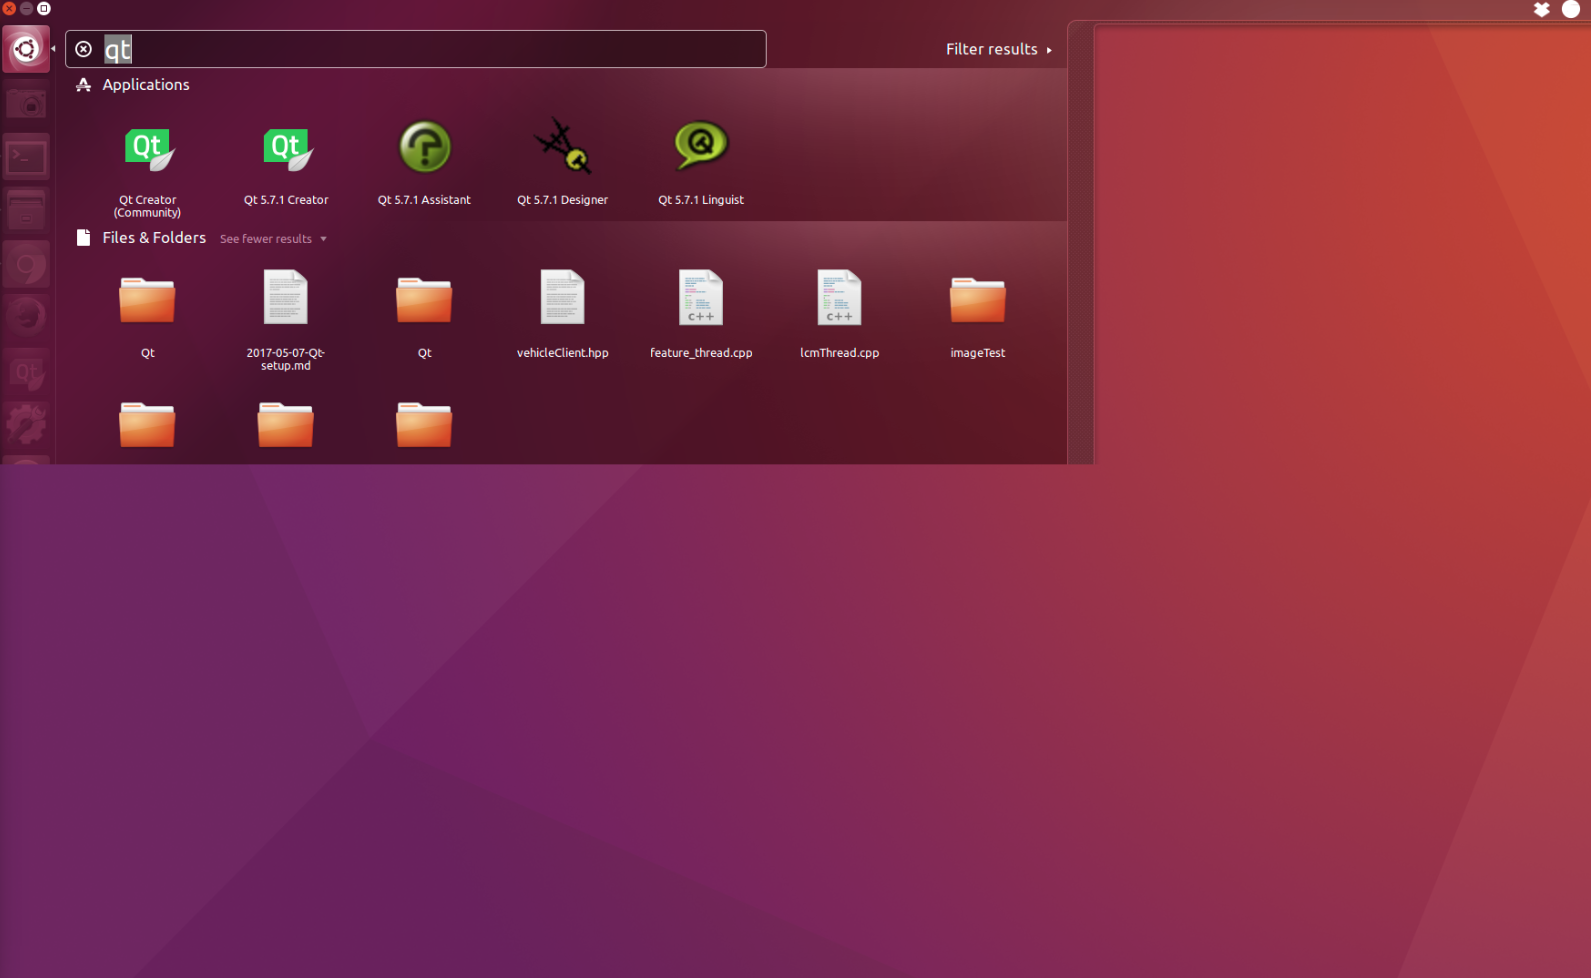 qt
Filter results
Applications
Qt
Qt
Qt Creator
(Community)
Qt 5.7.1 Creator
Qt 5.7.1 Assistant
Qt 5.7.1 Designer
Qt 5.7.1 Linguist
Files & Folders
See fewer results
C++
C++
Qt
2017-05-07-Qt-
setup.md
Qt
vehicleClient.hpp
feature_thread.cpp
lcmThread.cpp
imageTest
Qt